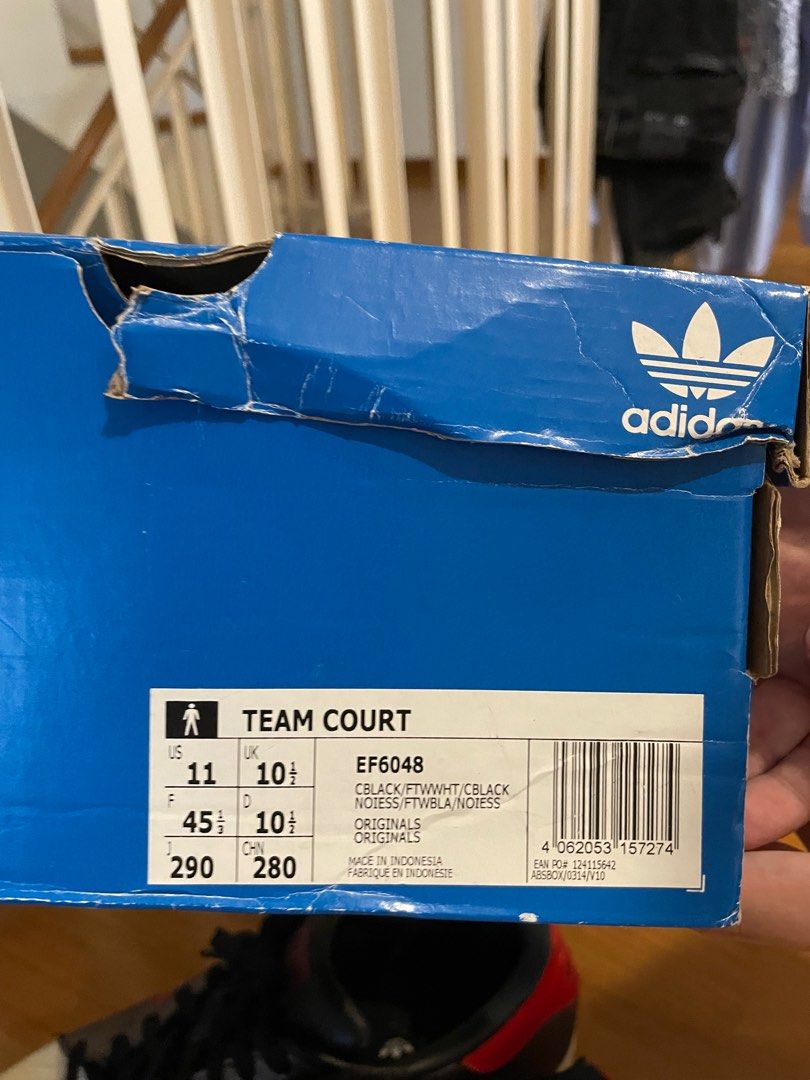 adidas
TEAM COURT
US 11 UK 10½
F 45⅓ D 10½
J 290 CHN 280
EF6048
CBLACK/FTWWHT/CBLACK
NOIESS/FTWBLA/NOIESS
ORIGINALS
ORIGINALS
MADE IN INDONESIA
FABRIQUE EN INDONESIE
4 062053 157274
EAN PO# 124115642
ABSBOX/0314/V10